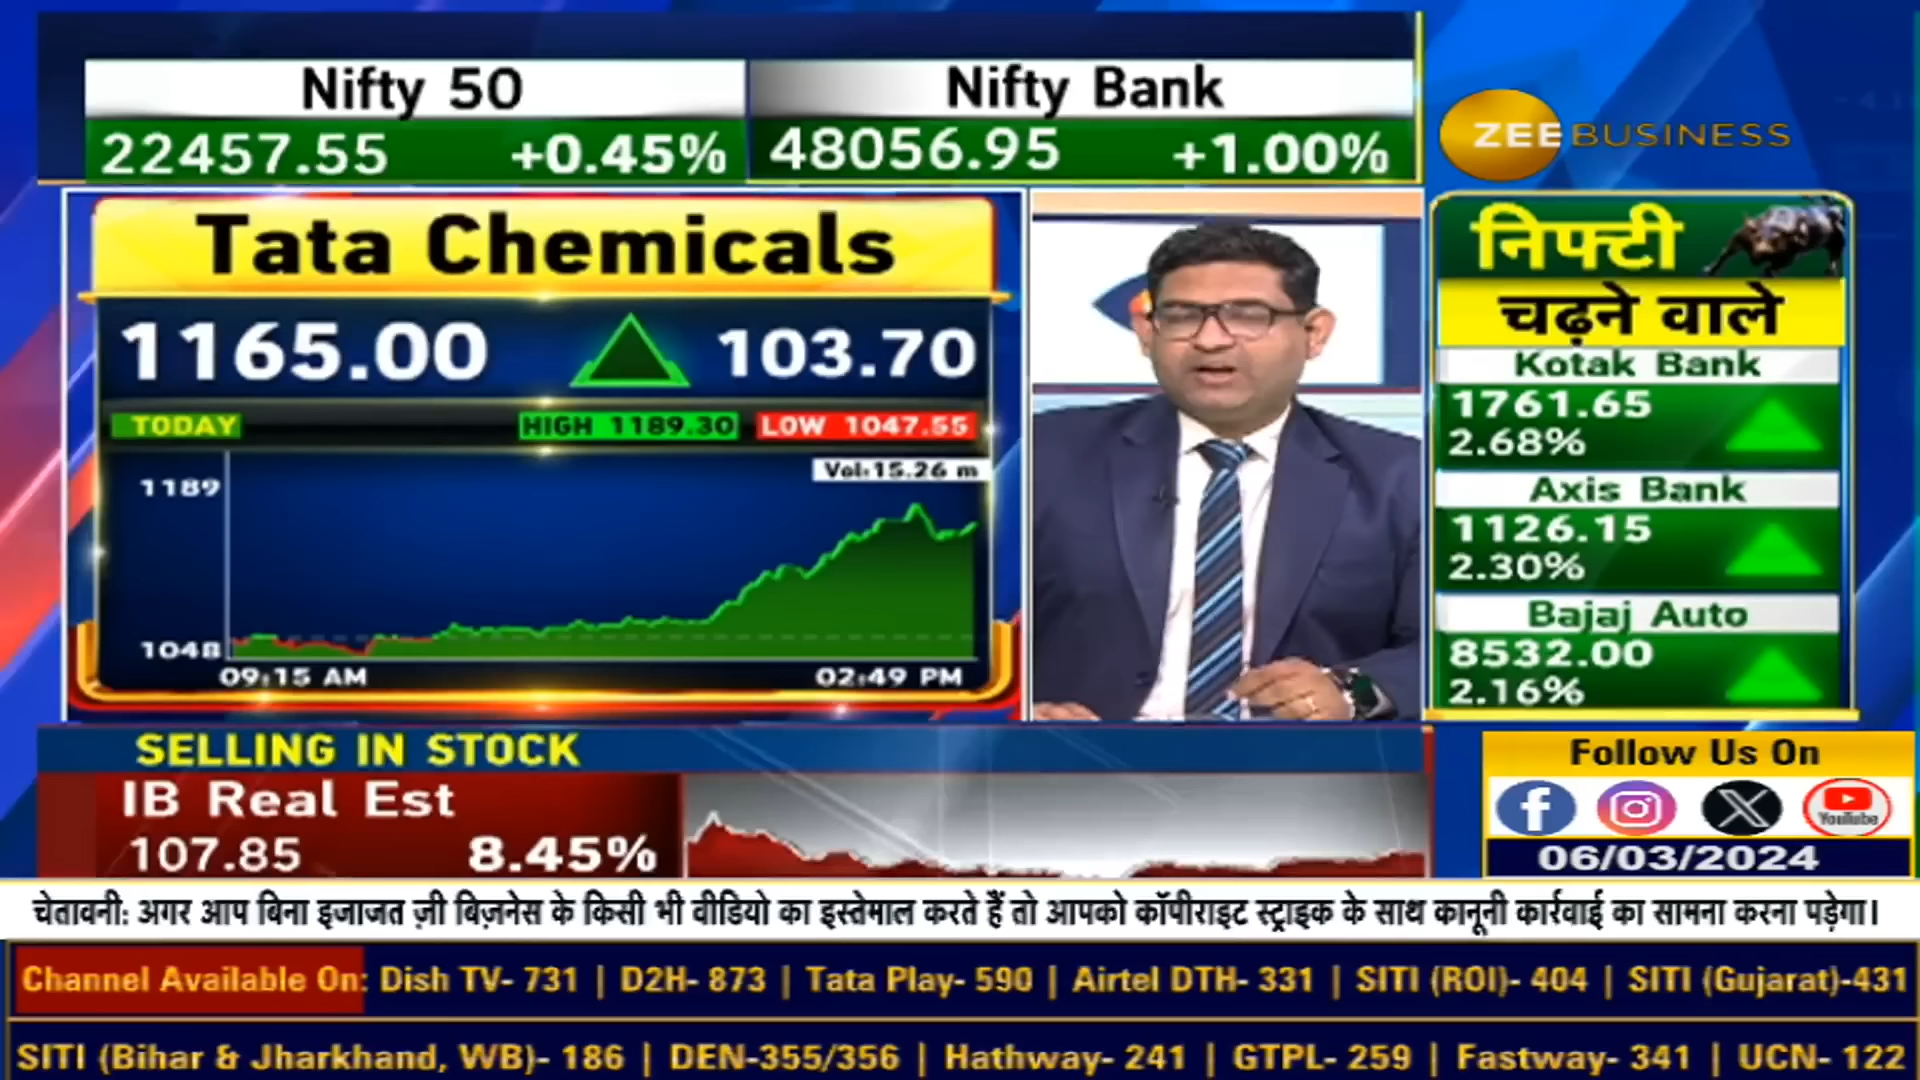 Nifty 50
22457.55 +0.45%
Nifty Bank
48056.95 +1.00%
ZEE BUSINESS
Tata Chemicals
1165.00 103.70
TODAY HIGH 1189.30 LOW 1047.55
Vol:15.26 m
1189
1048
09:15 AM 02:49 PM
निफ्टी
चढ़ने वाले
Kotak Bank
1761.65
2.68%
Axis Bank
1126.15
2.30%
Bajaj Auto
8532.00
2.16%
SELLING IN STOCK
IB Real Est
107.85 8.45%
Follow Us On
YouTube
06/03/2024
चेतावनी: अगर आप बिना इजाजत ज़ी बिज़नेस के किसी भी वीडियो का इस्तेमाल करते हैं तो आपको कॉपीराइट स्ट्राइक के साथ कानूनी कार्रवाई का सामना करना पड़ेगा।
Channel Available On: Dish TV- 731 | D2H- 873 | Tata Play- 590 | Airtel DTH- 331 | SITI (ROI)- 404 | SITI (Gujarat)-431
SITI (Bihar & Jharkhand, WB)- 186 | DEN-355/356 | Hathway- 241 | GTPL- 259 | Fastway- 341 | UCN- 122